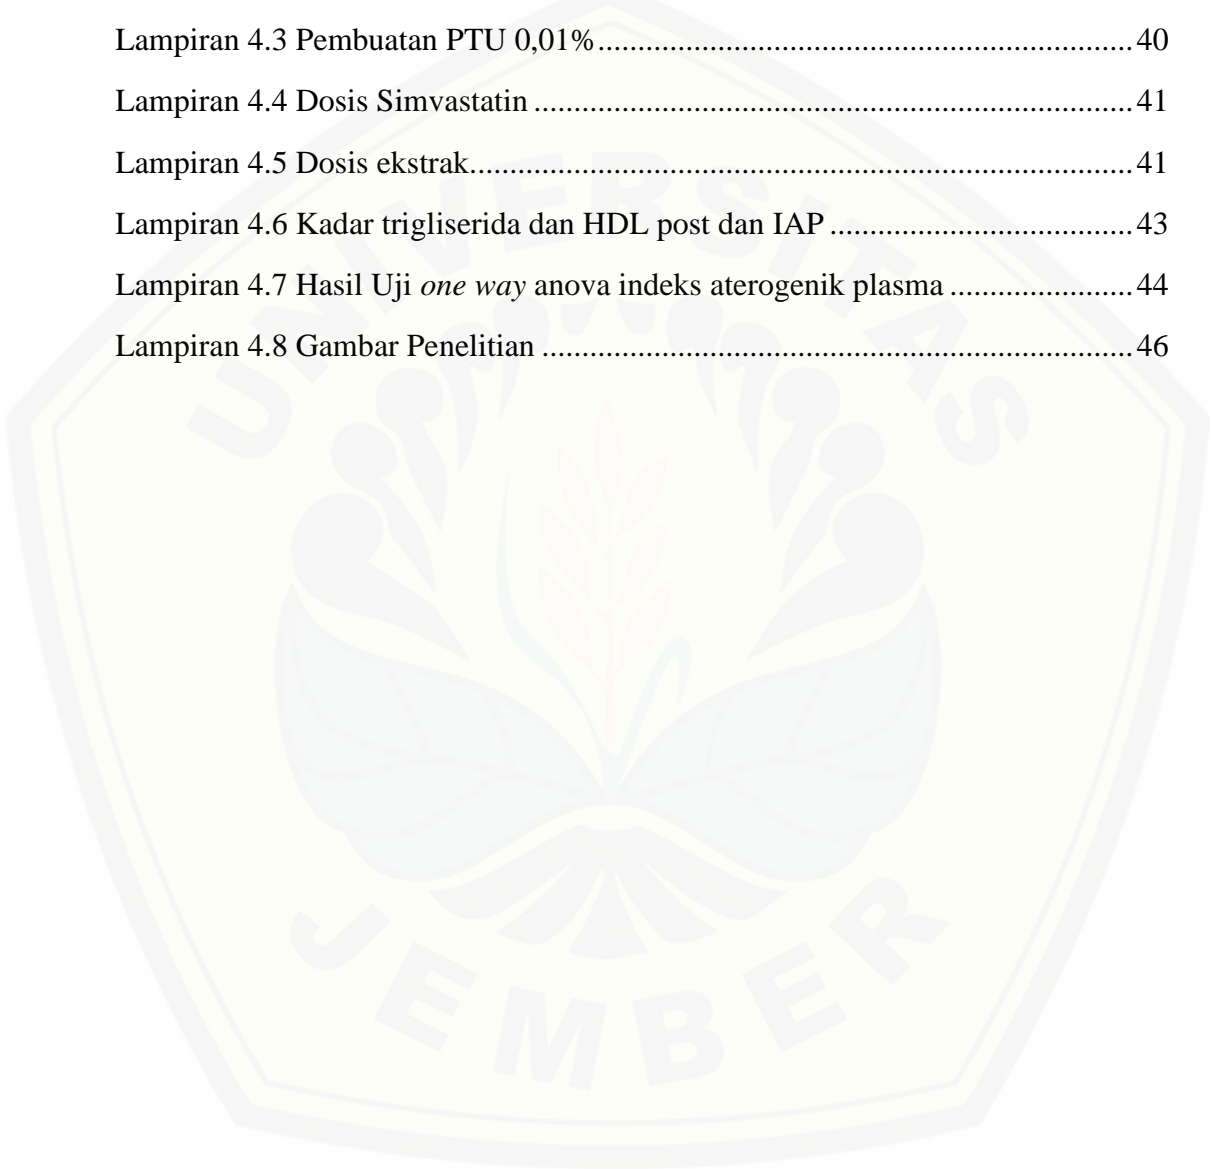 Lampiran 4.3 Pembuatan PTU 0,01%.................................................................. 40
Lampiran 4.4 Dosis Simvastatin .......................................................................... 41
Lampiran 4.5 Dosis ekstrak.................................................................................. 41
Lampiran 4.6 Kadar trigliserida dan HDL post dan IAP ..................................... 43
Lampiran 4.7 Hasil Uji one way anova indeks aterogenik plasma ...................... 44
Lampiran 4.8 Gambar Penelitian ......................................................................... 46
UNIVERSITAS
JEMBER